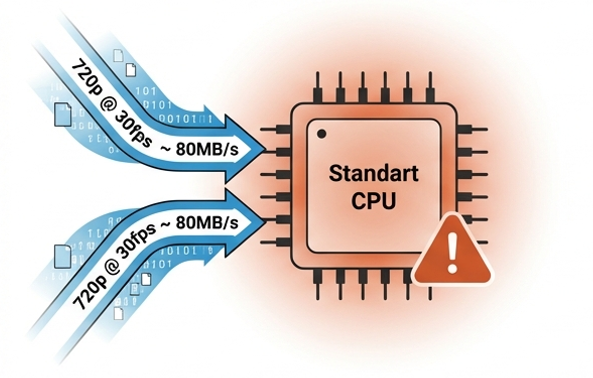 720p @ 30fps ~ 80MB/s
720p @ 30fps ~ 80MB/s
Standart
CPU